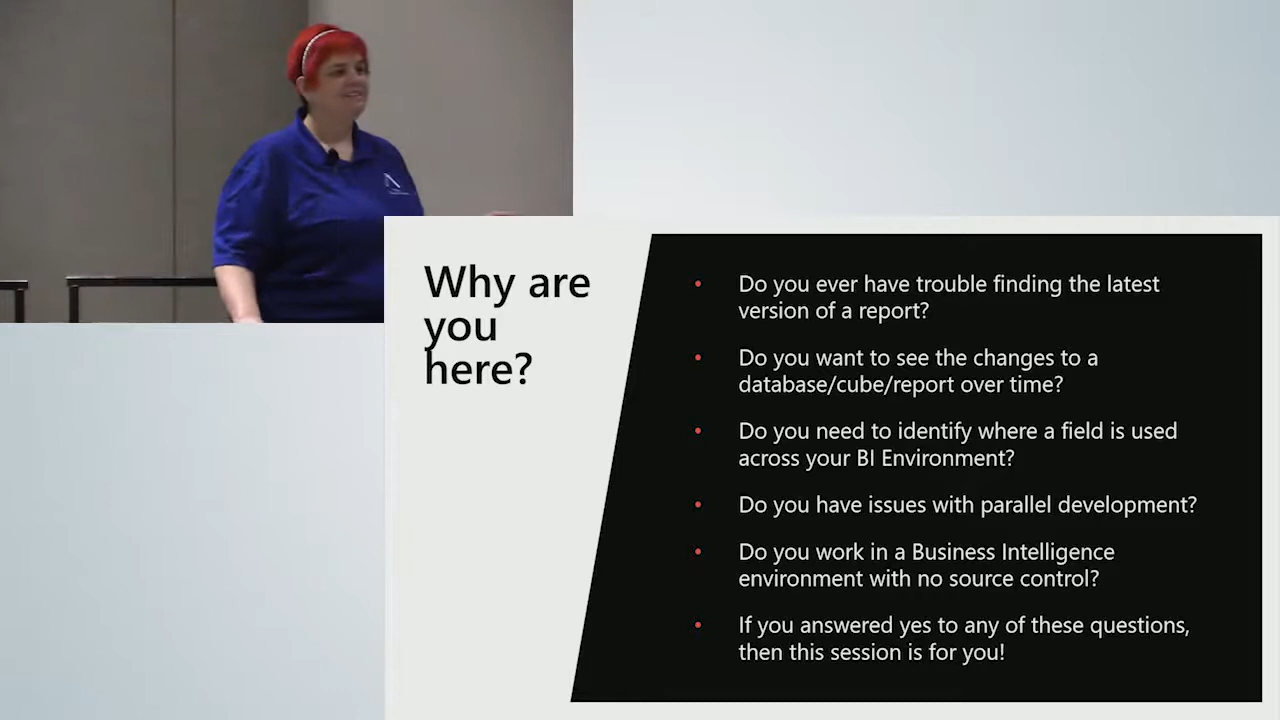 Why are
you
here?
• Do you ever have trouble finding the latest
version of a report?
• Do you want to see the changes to a
database/cube/report over time?
• Do you need to identify where a field is used
across your BI Environment?
• Do you have issues with parallel development?
• Do you work in a Business Intelligence
environment with no source control?
• If you answered yes to any of these questions,
then this session is for you!